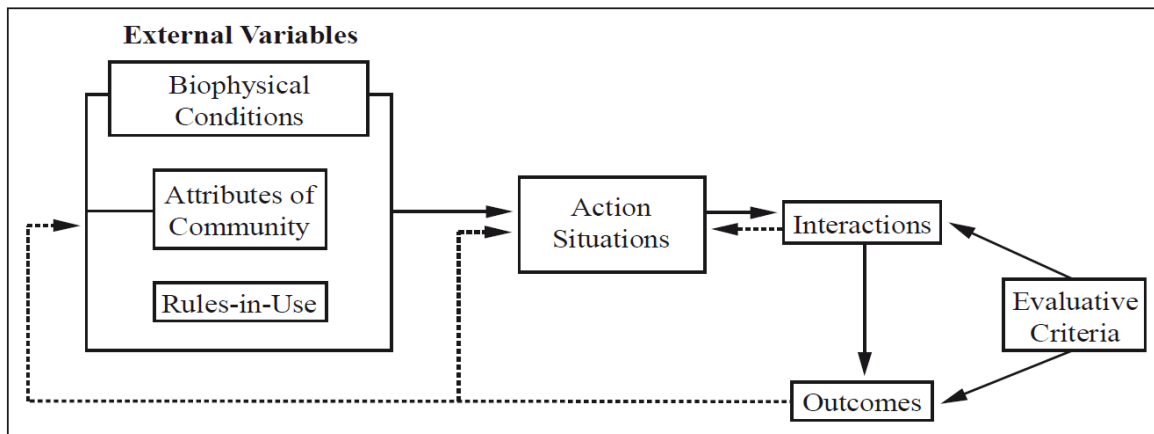 External Variables
Biophysical
Conditions
Attributes of
Community
Rules-in-Use
Action
Situations
Interactions
Evaluative
Criteria
Outcomes